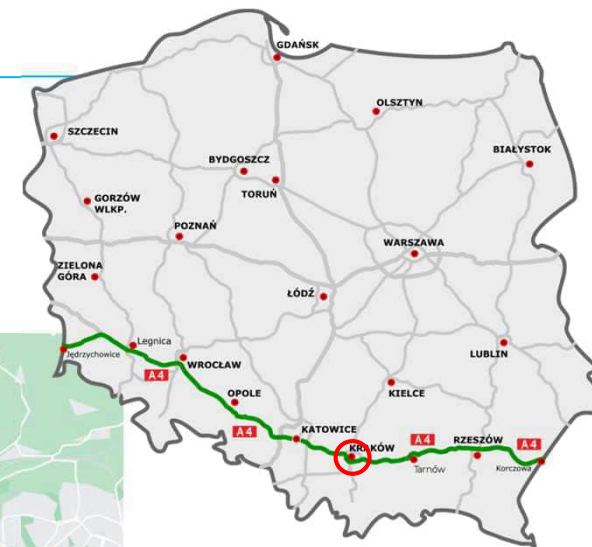 GDAŃSK
OLSZTYN
SZCZECIN
BIAŁYSTOK
BYDGOSZCZ
TORUŃ
GORZÓW
WLKP.
POZNAŃ
WARSZAWA
ZIELONA
GÓRA
ŁÓDŹ
Legnica
Jędrzychowice
WROCŁAW
LUBLIN
A4
KIELCE
OPOLE
A4
KATOWICE
KRAKÓW
A4
RZESZÓW
A4
Tarnów
Korczowa